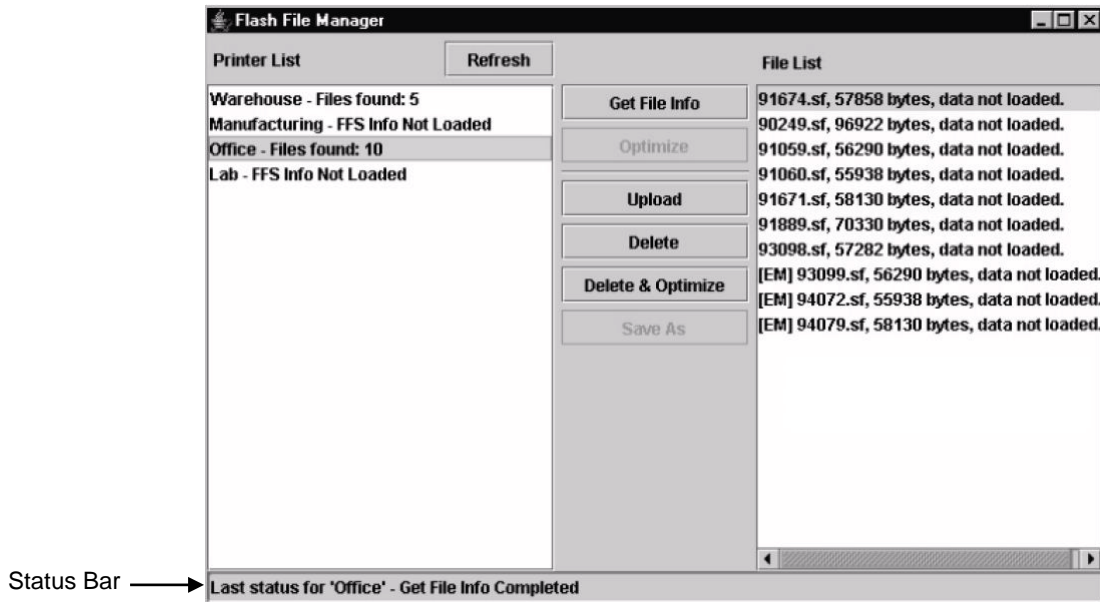 Flash File Manager
Printer List
Refresh
File List
Warehouse - Files found: 5
Manufacturing - FFS Info Not Loaded
Office - Files found: 10
Lab - FFS Info Not Loaded
Get File Info
Optimize
Upload
Delete
Delete & Optimize
Save As
91674.sf, 57858 bytes, data not loaded.
90249.sf, 96922 bytes, data not loaded.
91059.sf, 56290 bytes, data not loaded.
91060.sf, 55938 bytes, data not loaded.
91671.sf, 58130 bytes, data not loaded.
91889.sf, 70330 bytes, data not loaded.
93098.sf, 57282 bytes, data not loaded.
[EM] 93099.sf, 56290 bytes, data not loaded.
[EM] 94072.sf, 55938 bytes, data not loaded.
[EM] 94079.sf, 58130 bytes, data not loaded.
Status Bar
Last status for 'Office' - Get File Info Completed